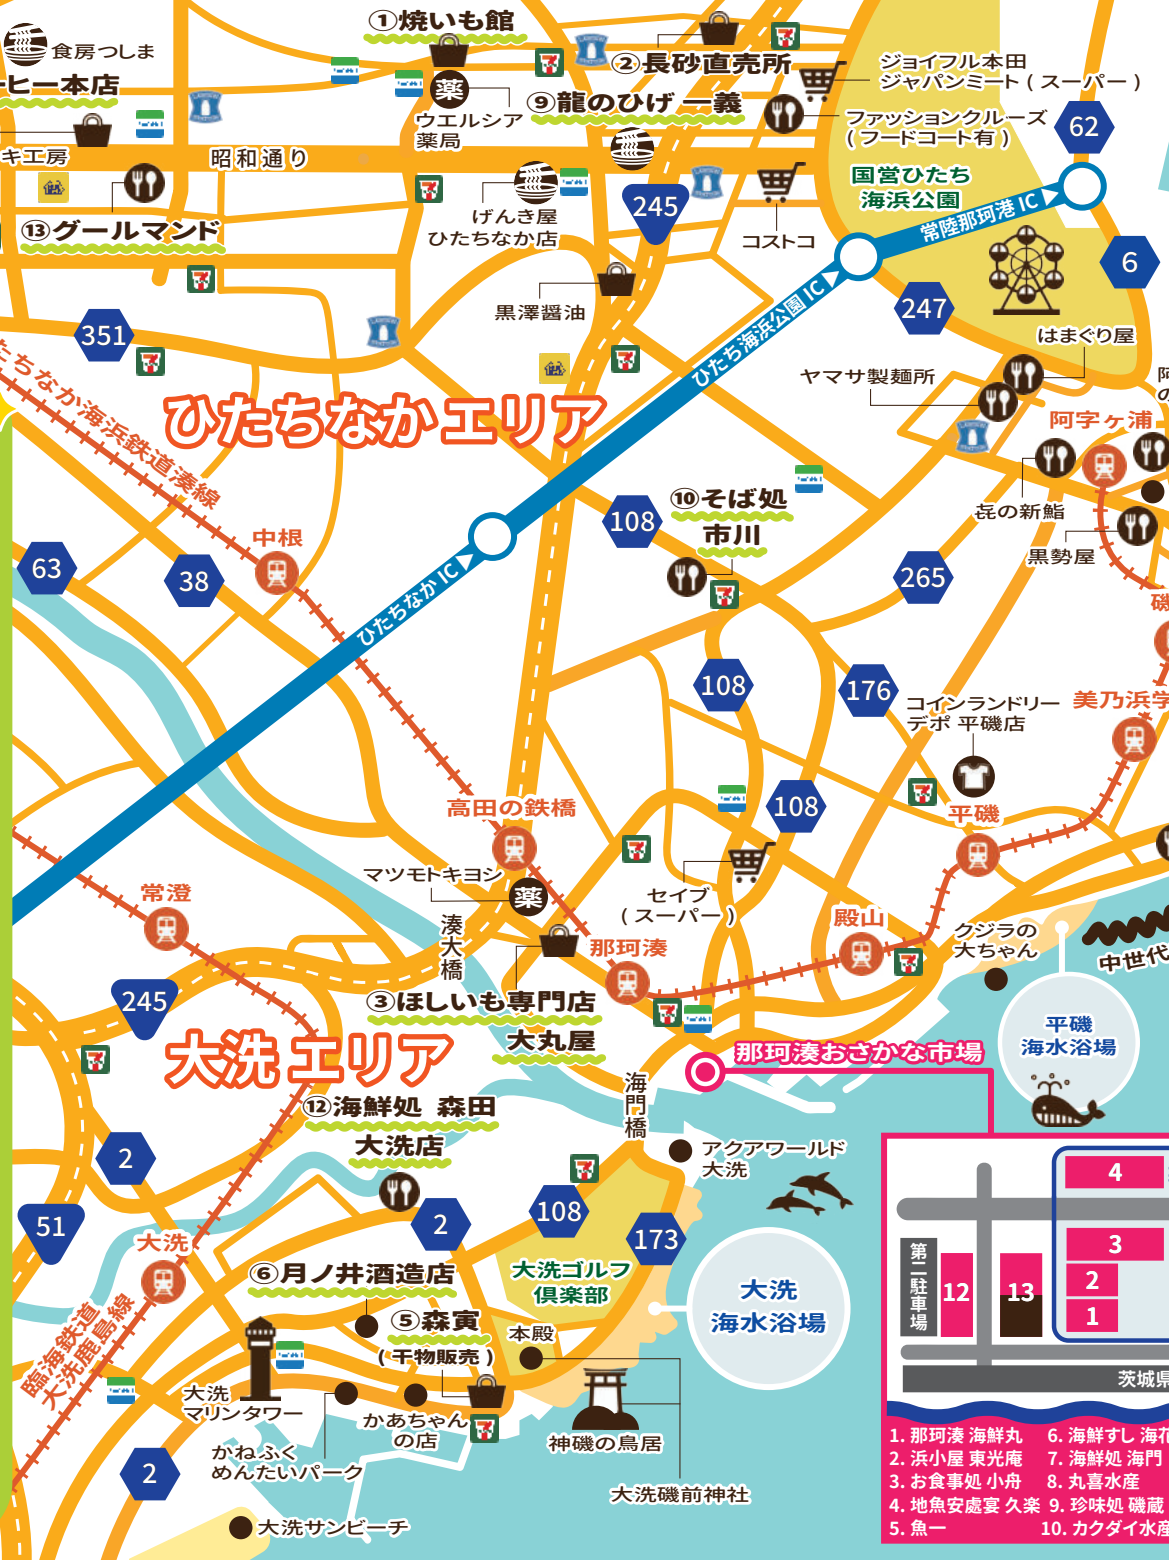 ①焼いも館
食房つしま
ーヒー本店
②長砂直売所
ジョイフル本田
ジャパンミート ( スーパー )
薬
ウエルシア
薬局
⑨龍のひげ 一義
ファッションクルーズ
( フードコート有 )
62
キ工房
昭和通り
国営ひたち
海浜公園
常陸那珂港 IC
245
げんき屋
ひたちなか店
コストコ
⑬グールマンド
6
黒澤醤油
ひたち海浜公園 IC
247
351
はまぐり屋
ヤマサ製麺所
たちなか海浜鉄道湊線
ひたちなか エリア
阿字ヶ浦
⑩そば処
市川
108
㐂の新鮨
黒勢屋
中根
63
38
265
ひたちなか IC
磯
108
176
コインランドリー
デポ 平磯店
美乃浜学
高田の鉄橋
108
平磯
マツモトキヨシ
薬
セイブ
( スーパー )
常澄
湊大橋
那珂湊
殿山
クジラの
大ちゃん
中世代
245
③ほしいも専門店
大丸屋
平磯
海水浴場
大洗 エリア
那珂湊おさかな市場
海門橋
⑫海鮮処 森田
大洗店
アクアワールド
大洗
2
51
2
108
173
大洗
⑥月ノ井酒造店
大洗ゴルフ
倶楽部
大洗
海水浴場
⑤森寅
( 干物販売 )
本殿
臨海鉄道
大洗鹿島線
大洗
マリンタワー
かあちゃん
の店
神磯の鳥居
かねふく
めんたいパーク
2
大洗磯前神社
大洗サンビーチ
4
3
2
1
第二駐車場
12
13
茨城県
1. 那珂湊 海鮮丸
2. 浜小屋 東光庵
3. お食事処 小舟
4. 地魚安處宴 久楽
5. 魚一
6. 海鮮すし 海花
7. 海鮮処 海門
8. 丸喜水産
9. 珍味処 磯蔵
10. カクダイ水産